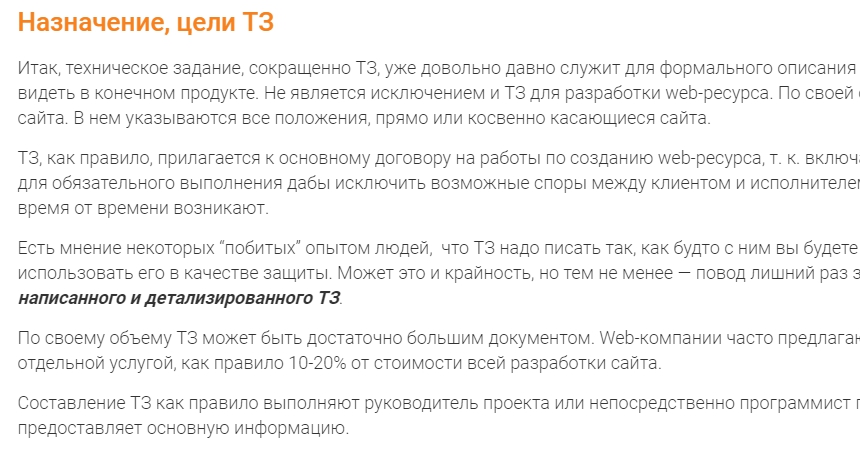 Назначение, цели ТЗ
Итак, техническое задание, сокращенно ТЗ, уже довольно давно служит для формального описания
видеть в конечном продукте. Не является исключением и ТЗ для разработки web-ресурса. По своей
сайта. В нем указываются все положения, прямо или косвенно касающиеся сайта.
ТЗ, как правило, прилагается к основному договору на работы по созданию web-ресурса, т. к.
для обязательного выполнения дабы исключить возможные споры между клиентом и
время от времени возникают.
Есть мнение некоторых “побитых” опытом людей,  что ТЗ надо писать так, как будто с ним вы будете
использовать его в качестве защиты. Может это и крайность, но тем не менее — повод лишний раз
написанного и детализированного ТЗ.
По своему объему ТЗ может быть достаточно большим документом. Web-компании часто
отдельной услугой, как правило 10-20% от стоимости всей разработки сайта.
Составление ТЗ как правило выполняют руководитель проекта или непосредственно программист
предоставляет основную информацию.